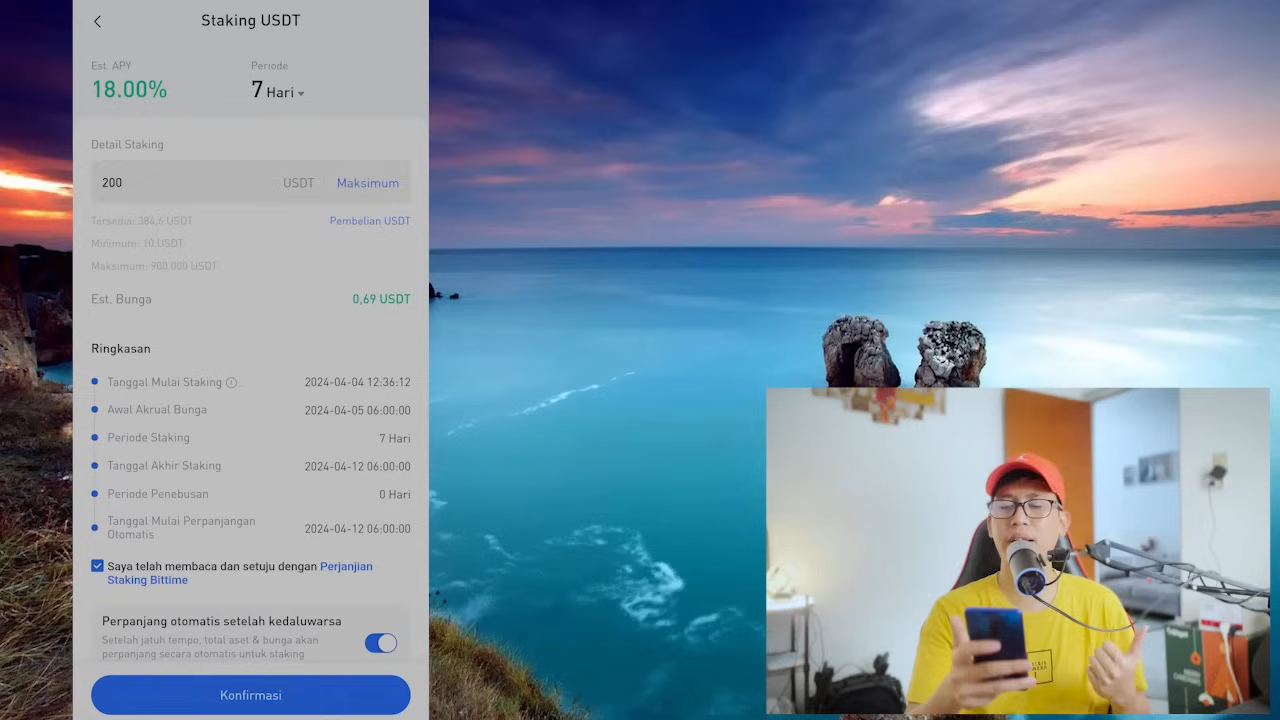 Staking USDT
Est. APY
Periode
18.00%
7 Hari
Detail Staking
200
USDT
Maksimum
Tersedia: 384,6 USDT
Pembelian USDT
Minimum: 10 USDT
Maksimum: 900.000 USDT
Est. Bunga
0,69 USDT
Ringkasan
Tanggal Mulai Staking
2024-04-04 12:36:12
Awal Akrual Bunga
2024-04-05 06:00:00
Periode Staking
7 Hari
Tanggal Akhir Staking
2024-04-12 06:00:00
Periode Penebusan
0 Hari
Tanggal Mulai Perpanjangan
Otomatis
2024-04-12 06:00:00
Saya telah membaca dan setuju dengan Perjanjian
Staking Bittime
Perpanjang otomatis setelah kedaluwarsa
Setelah jatuh tempo, total aset & bunga akan
perpanjang secara otomatis untuk staking
Konfirmasi